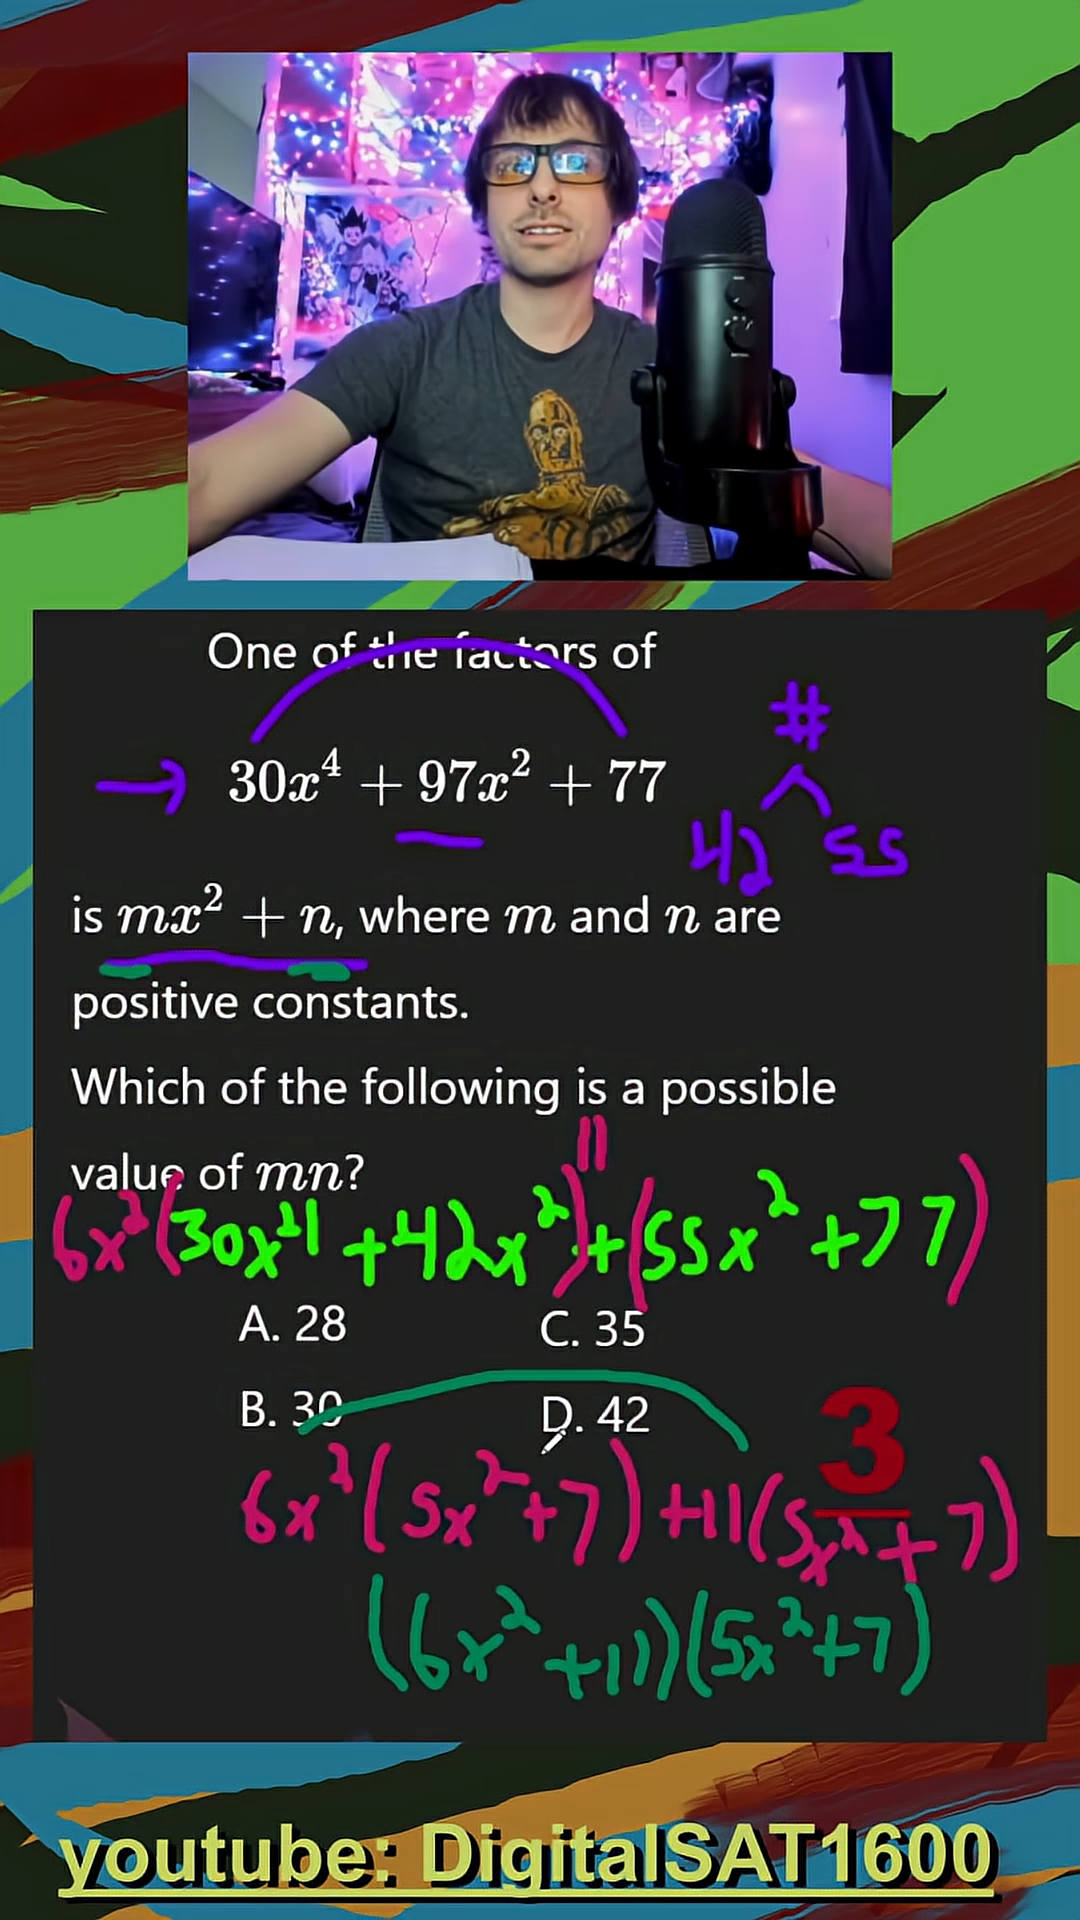 One of the factors of
#
→ 30x⁴ + 97x² + 77
42 55
is mx² + n, where m and n are
positive constants.
Which of the following is a possible
value of mn?
11
6x²(30x⁴ + 42x²) + (55x² + 77)
A. 28 C. 35
B. 30 D. 42
3
6x²(5x² + 7) + 11(5x² + 7)
(6x² + 11)(5x² + 7)
youtube: DigitalSAT1600